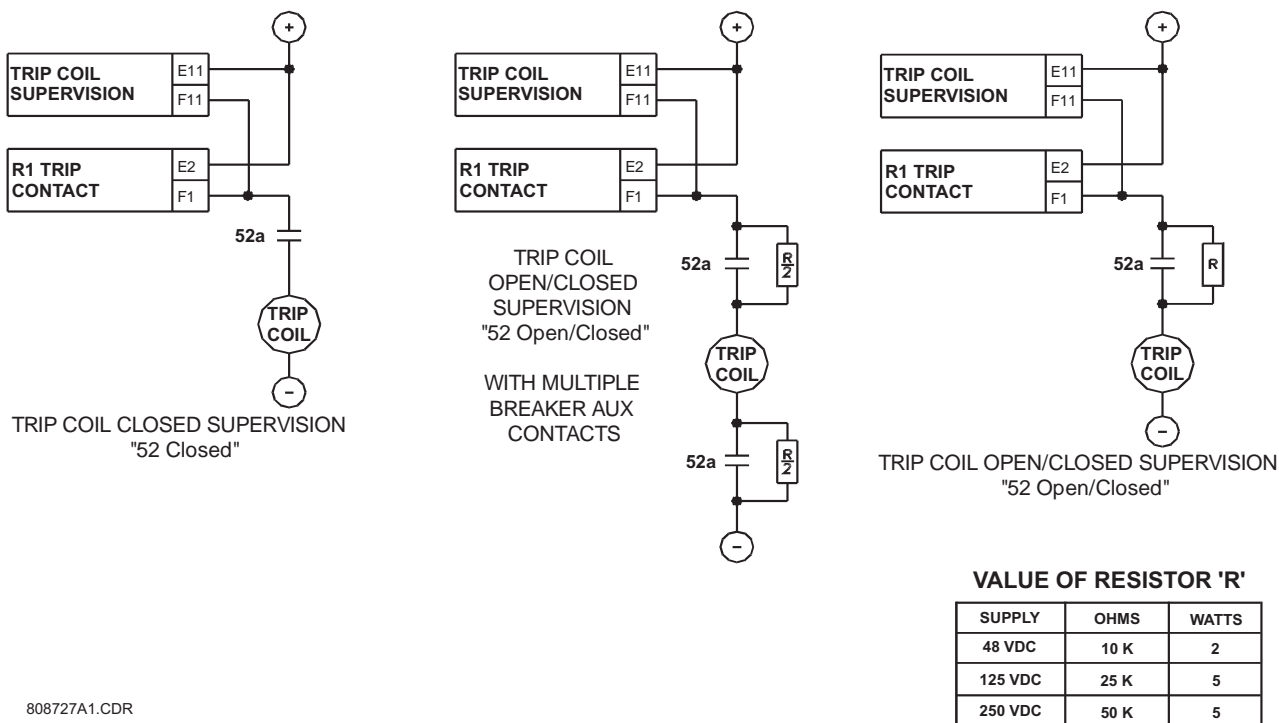 +
TRIP COIL
SUPERVISION
E11
F11
R1 TRIP
CONTACT
E2
F1
52a
TRIP
COIL
-
TRIP COIL CLOSED SUPERVISION
"52 Closed"
+
TRIP COIL
SUPERVISION
E11
F11
R1 TRIP
CONTACT
E2
F1
TRIP COIL
OPEN/CLOSED
SUPERVISION
"52 Open/Closed"
WITH MULTIPLE
BREAKER AUX
CONTACTS
52a
R
2
TRIP
COIL
52a
R
2
-
+
TRIP COIL
SUPERVISION
E11
F11
R1 TRIP
CONTACT
E2
F1
52a
R
TRIP
COIL
-
TRIP COIL OPEN/CLOSED SUPERVISION
"52 Open/Closed"
VALUE OF RESISTOR 'R'
SUPPLY OHMS WATTS
48 VDC 10 K 2
125 VDC 25 K 5
250 VDC 50 K 5
808727A1.CDR